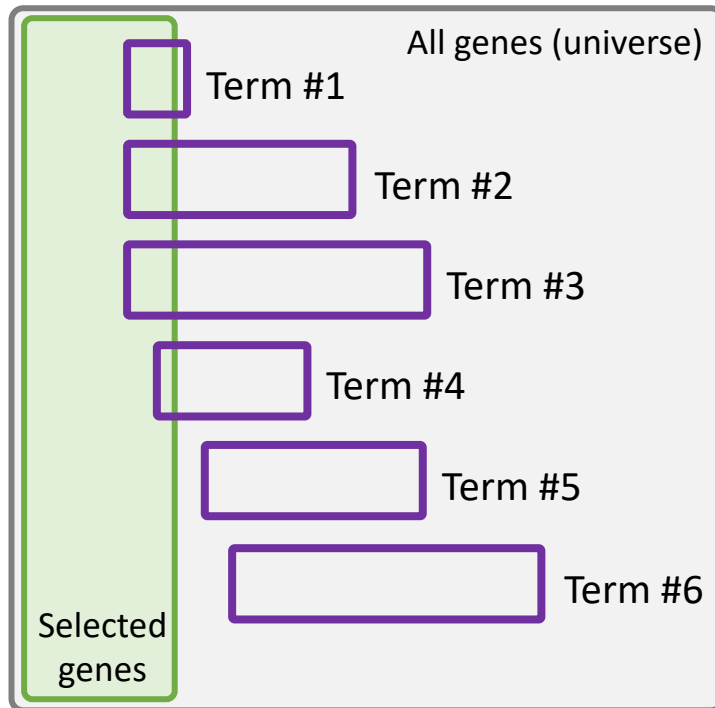 All genes (universe)
Term #1
Term #2
Term #3
Term #4
Term #5
Term #6
Selected
genes